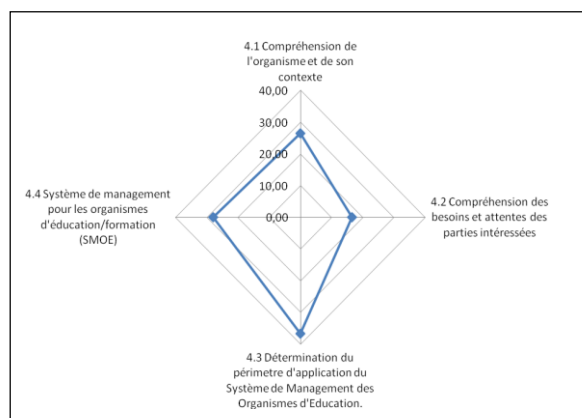 4.1 Compréhension de
l'organisme et de son
contexte
40,00
30,00
20,00
10,00
0,00
4.4 Système de management
pour les organismes
d'éducation/formation
(SMOE)
4.2 Compréhension des
besoins et attentes des
parties intéressées
4.3 Détermination du
périmetre d'application du
Système de Management des
Organismes d'Education.